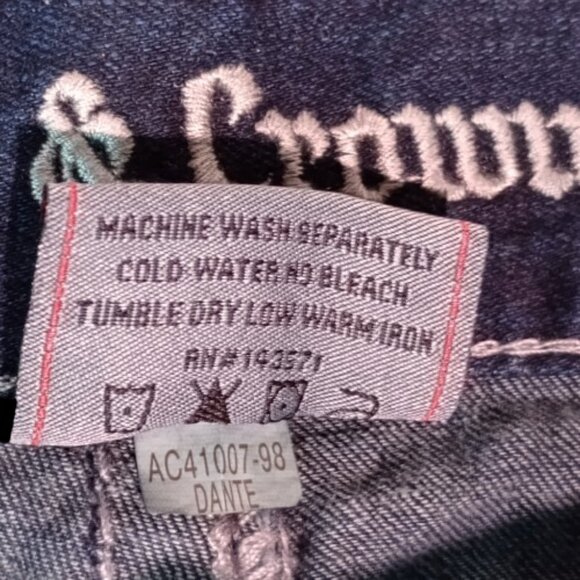 & Crown
MACHINE WASH SEPARATELY
COLD WATER NO BLEACH
TUMBLE DRY LOW WARM IRON
RN# 143571
AC41007-98
DANTE